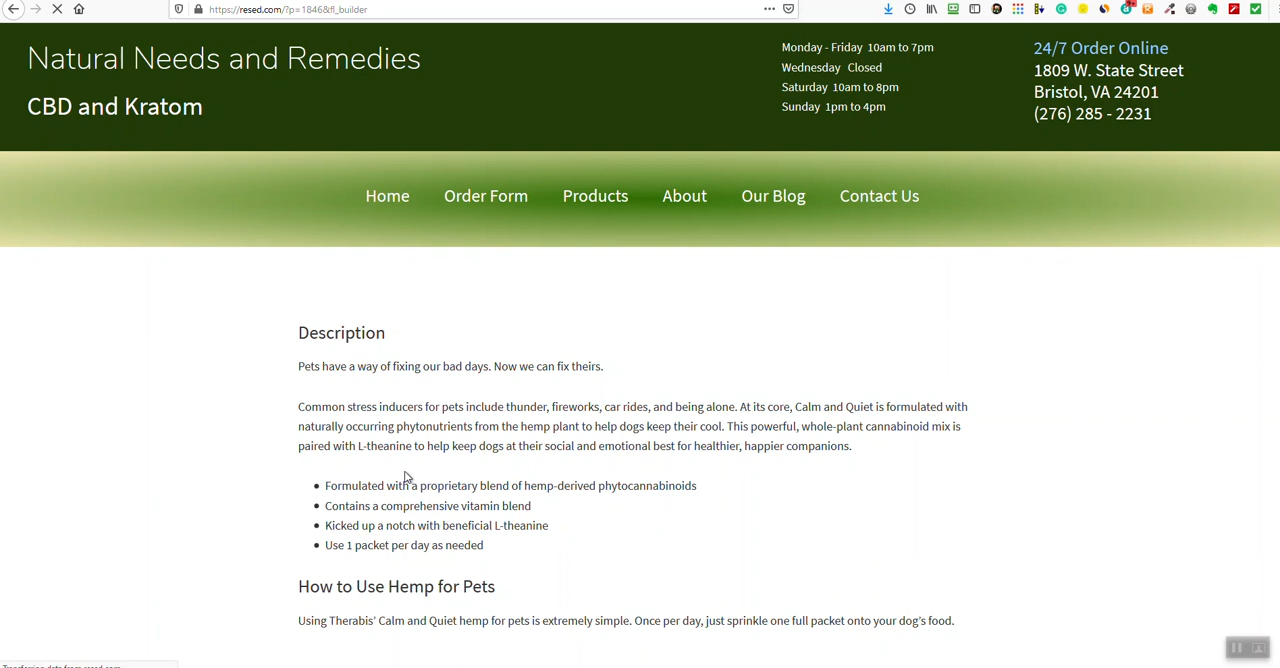 https://resed.com/?p=1846&fl_builder
Natural Needs and Remedies
CBD and Kratom
Monday - Friday 10am to 7pm
Wednesday Closed
Saturday 10am to 8pm
Sunday 1pm to 4pm
24/7 Order Online
1809 W. State Street
Bristol, VA 24201
(276) 285 - 2231
Home Order Form Products About Our Blog Contact Us
Description
Pets have a way of fixing our bad days. Now we can fix theirs.
Common stress inducers for pets include thunder, fireworks, car rides, and being alone. At its core, Calm and Quiet is formulated with
naturally occurring phytonutrients from the hemp plant to help dogs keep their cool. This powerful, whole-plant cannabinoid mix is
paired with L-theanine to help keep dogs at their social and emotional best for healthier, happier companions.
• Formulated with a proprietary blend of hemp-derived phytocannabinoids
• Contains a comprehensive vitamin blend
• Kicked up a notch with beneficial L-theanine
• Use 1 packet per day as needed
How to Use Hemp for Pets
Using Therabis' Calm and Quiet hemp for pets is extremely simple. Once per day, just sprinkle one full packet onto your dog's food.